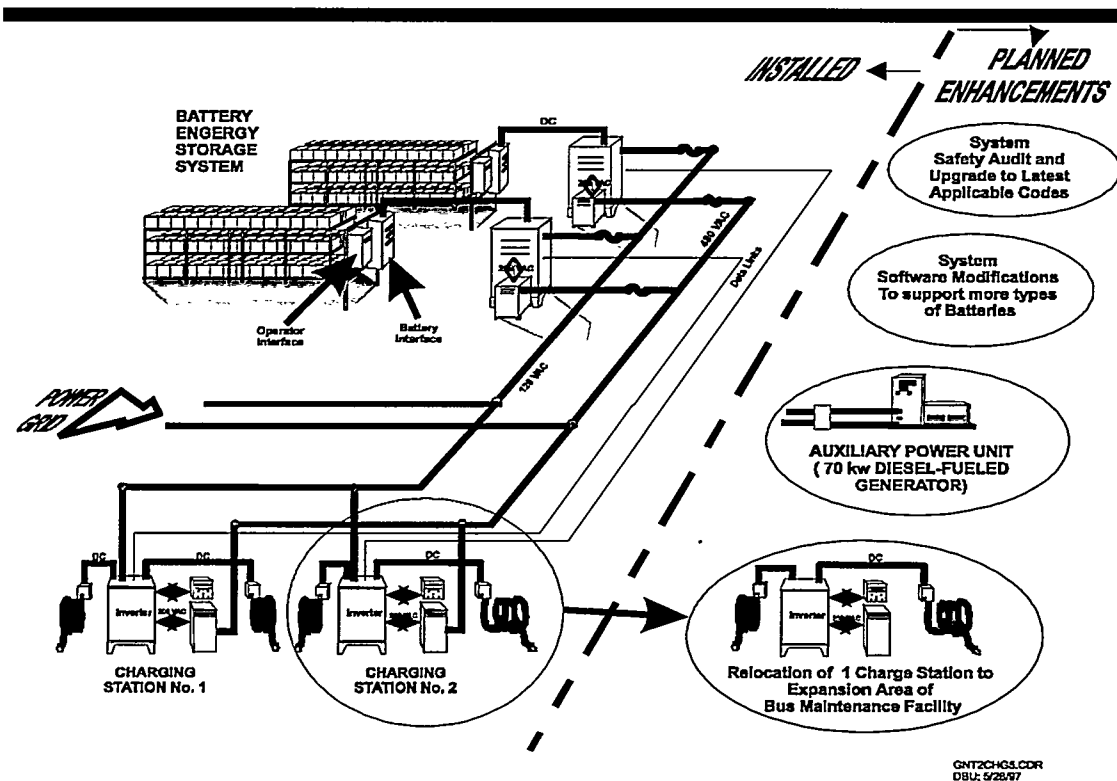 INSTALLED
PLANNED
ENHANCEMENTS
BATTERY
ENGERGY
STORAGE
SYSTEM
DC
System
Safety Audit and
Upgrade to Latest
Applicable Codes
480 VAC
Data Links
System
Software Modifications
To support more types
of Batteries
Operator
Interface
Battery
Interface
120 VAC
POWER
GRID
AUXILIARY POWER UNIT
( 70 kw DIESEL-FUELED
GENERATOR)
DC
DC
DC
DC
Inverter
Inverter
Inverter
CHARGING
STATION No. 1
CHARGING
STATION No. 2
Relocation of 1 Charge Station to
Expansion Area of
Bus Maintenance Facility
GNT2CHGS.CDR
DBU: 5/28/97